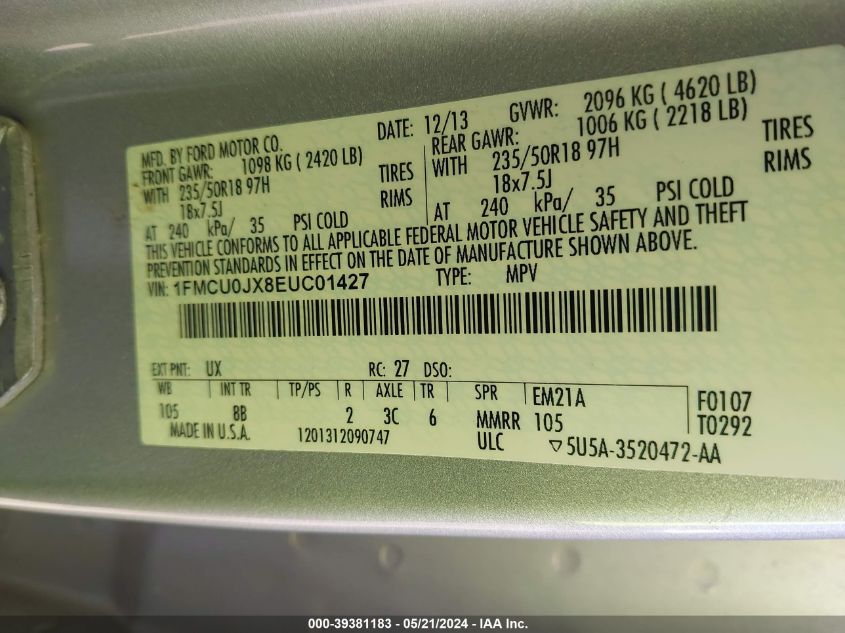 MFD. BY FORD MOTOR CO.
DATE: 12/13 GVWR: 2096 KG ( 4620 LB)
FRONT GAWR: 1098 KG ( 2420 LB)
REAR GAWR: 1006 KG ( 2218 LB)
WITH 235/50R18 97H TIRES
WITH 235/50R18 97H TIRES
18x7.5J RIMS
18x7.5J RIMS
AT 240 kPa/ 35 PSI COLD
AT 240 kPa/ 35 PSI COLD
THIS VEHICLE CONFORMS TO ALL APPLICABLE FEDERAL MOTOR VEHICLE SAFETY AND THEFT
PREVENTION STANDARDS IN EFFECT ON THE DATE OF MANUFACTURE SHOWN ABOVE.
VIN: 1FMCU0JX8EUC01427 TYPE: MPV
EXT PNT: UX RC: 27 DSO:
WB INT TR TP/PS R AXLE TR SPR EM21A F0107
105 8B 2 3C 6 MMRR 105 T0292
MADE IN U.S.A. 1201312090747 ULC ▽5U5A-3520472-AA
000-39381183 - 05/21/2024 - IAA Inc.